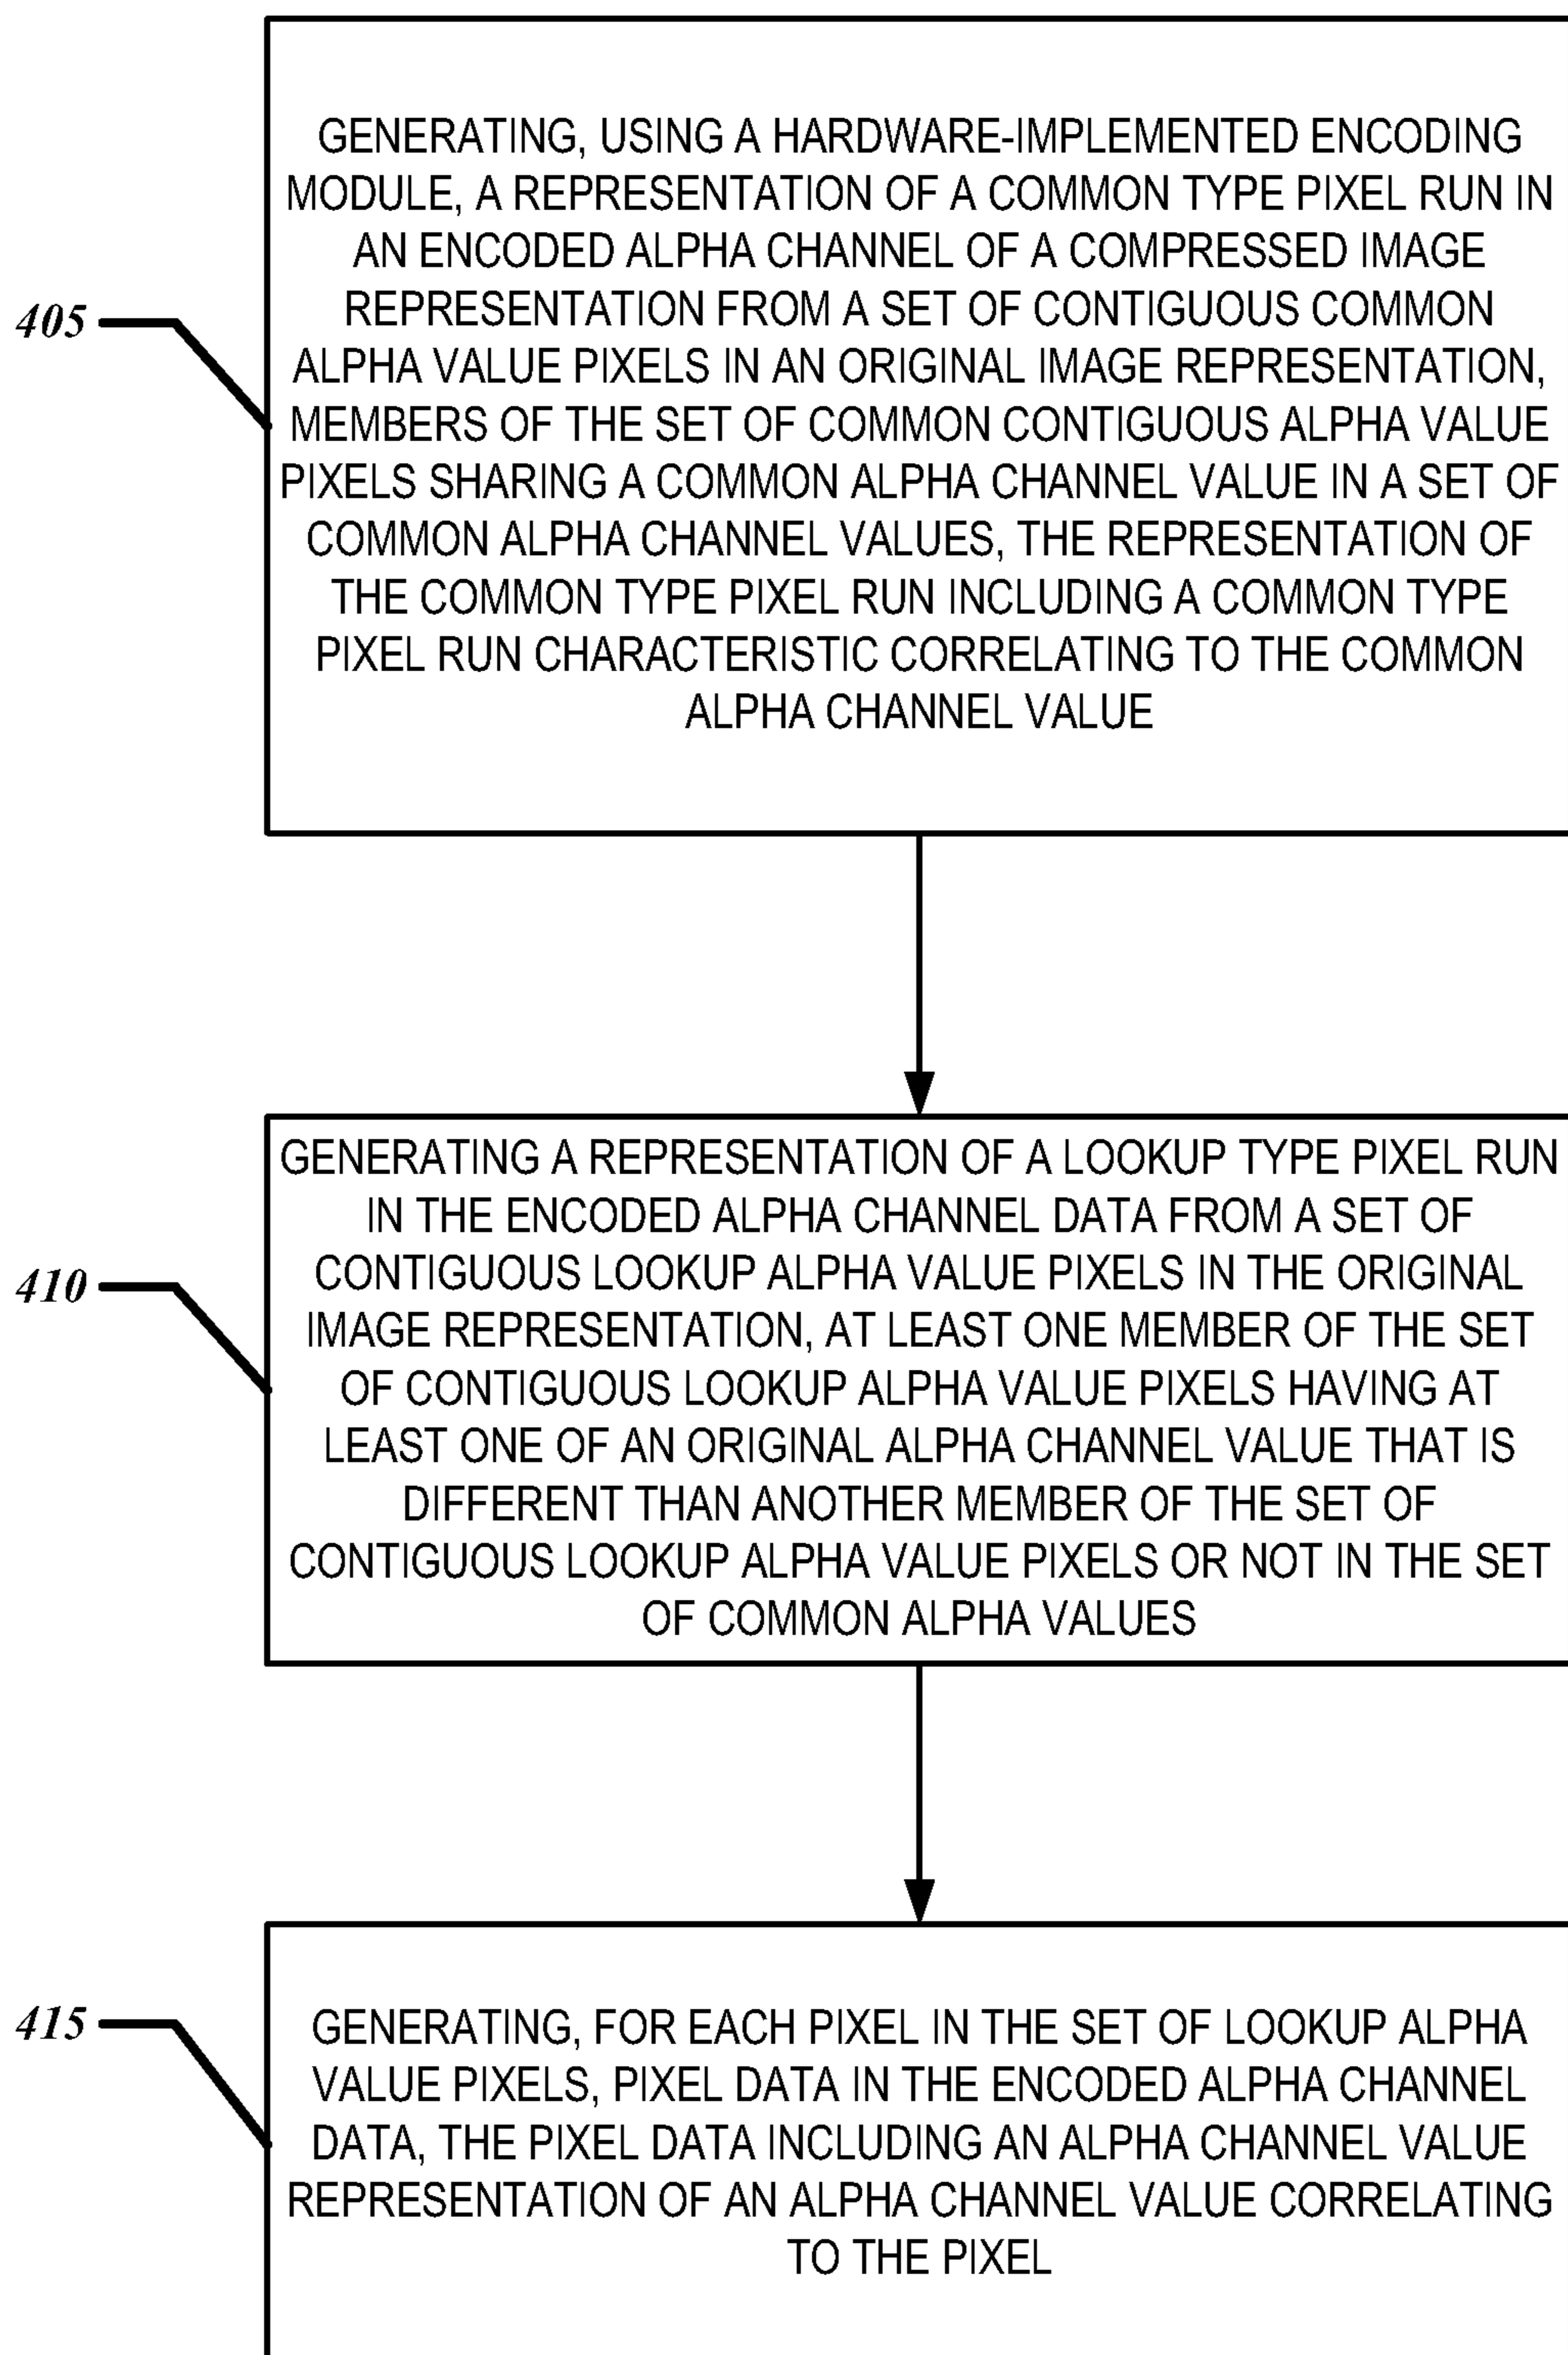 GENERATING, USING A HARDWARE-IMPLEMENTED ENCODING
MODULE, A REPRESENTATION OF A COMMON TYPE PIXEL RUN IN
AN ENCODED ALPHA CHANNEL OF A COMPRESSED IMAGE
REPRESENTATION FROM A SET OF CONTIGUOUS COMMON
405
ALPHA VALUE PIXELS IN AN ORIGINAL IMAGE REPRESENTATION,
MEMBERS OF THE SET OF COMMON CONTIGUOUS ALPHA VALUE
PIXELS SHARING A COMMON ALPHA CHANNEL VALUE IN A SET OF
COMMON ALPHA CHANNEL VALUES, THE REPRESENTATION OF
THE COMMON TYPE PIXEL RUN INCLUDING A COMMON TYPE
PIXEL RUN CHARACTERISTIC CORRELATING TO THE COMMON
ALPHA CHANNEL VALUE
GENERATING A REPRESENTATION OF A LOOKUP TYPE PIXEL RUN
IN THE ENCODED ALPHA CHANNEL DATA FROM A SET OF
CONTIGUOUS LOOKUP ALPHA VALUE PIXELS IN THE ORIGINAL
410
IMAGE REPRESENTATION, AT LEAST ONE MEMBER OF THE SET
OF CONTIGUOUS LOOKUP ALPHA VALUE PIXELS HAVING AT
LEAST ONE OF AN ORIGINAL ALPHA CHANNEL VALUE THAT IS
DIFFERENT THAN ANOTHER MEMBER OF THE SET OF
CONTIGUOUS LOOKUP ALPHA VALUE PIXELS OR NOT IN THE SET
OF COMMON ALPHA VALUES
415
GENERATING, FOR EACH PIXEL IN THE SET OF LOOKUP ALPHA
VALUE PIXELS, PIXEL DATA IN THE ENCODED ALPHA CHANNEL
DATA, THE PIXEL DATA INCLUDING AN ALPHA CHANNEL VALUE
REPRESENTATION OF AN ALPHA CHANNEL VALUE CORRELATING
TO THE PIXEL